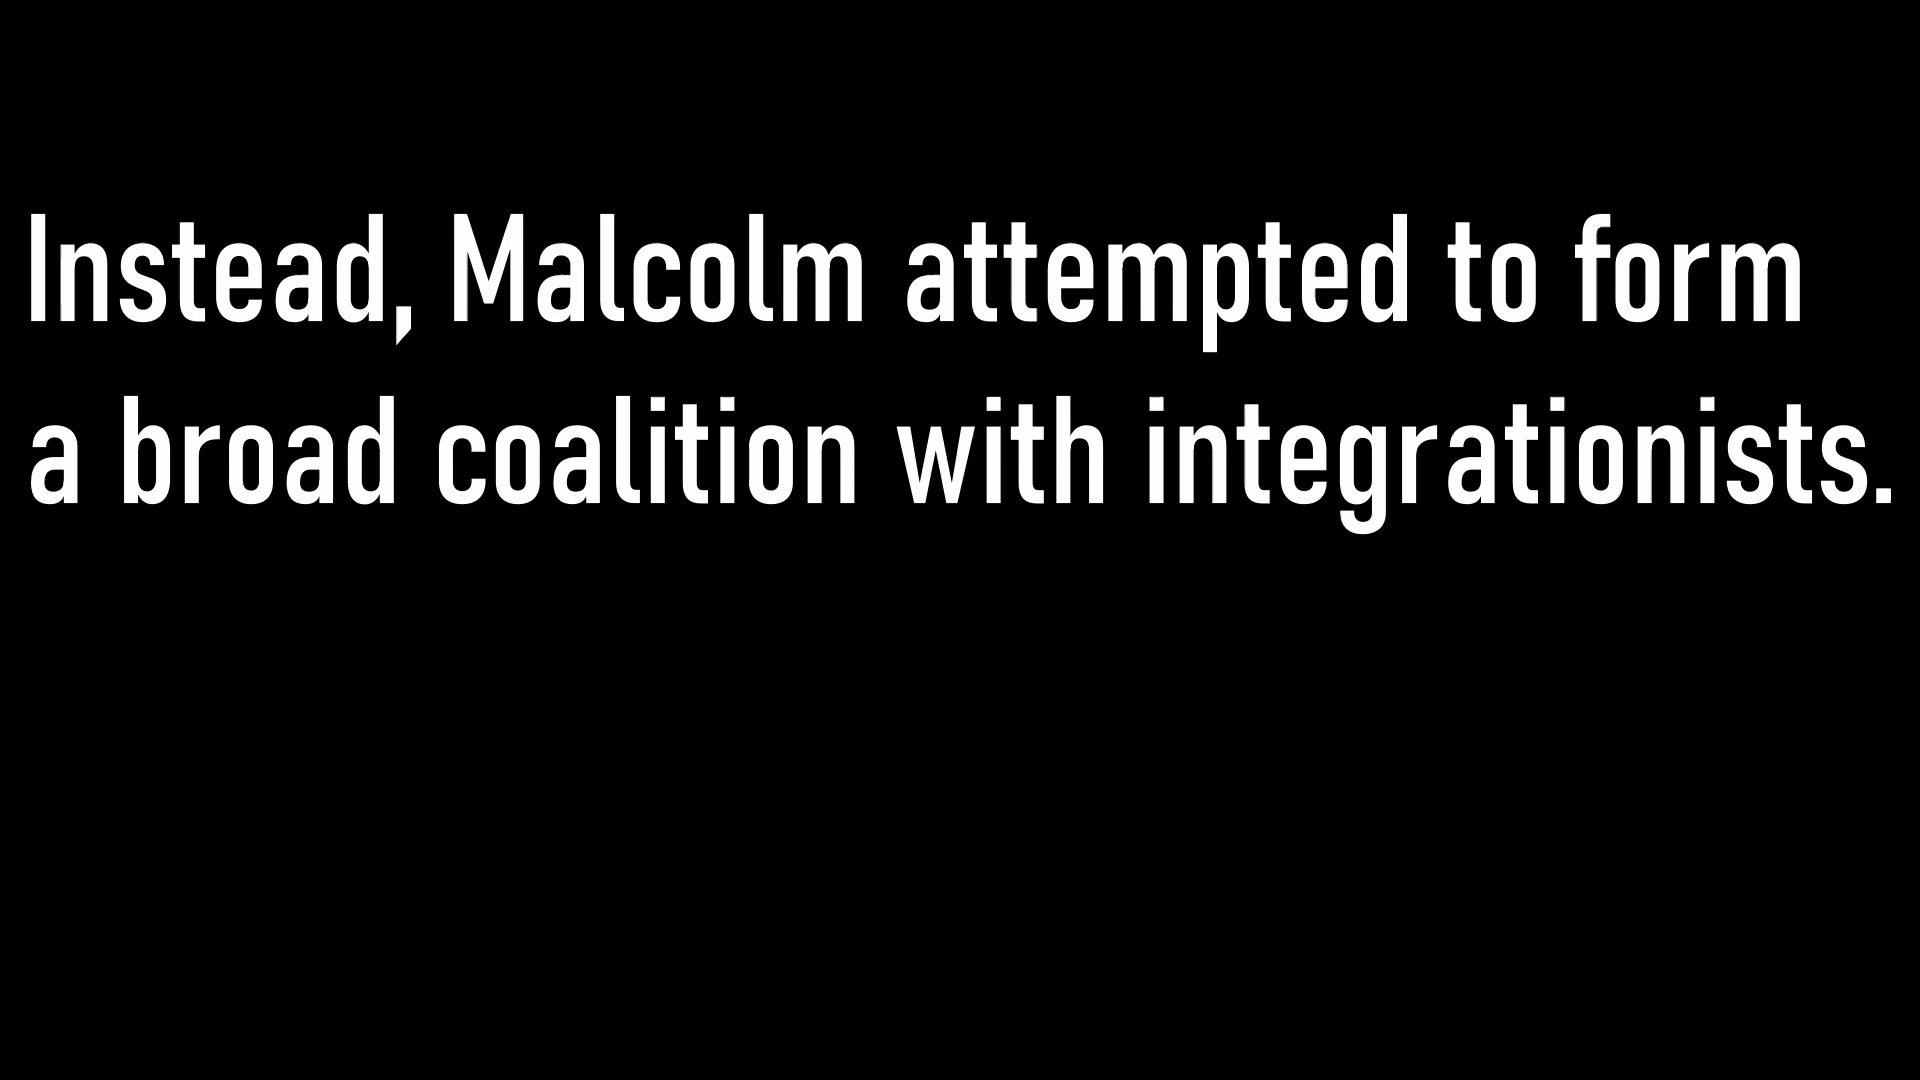 Instead, Malcolm attempted to form
a broad coalition with integrationists.